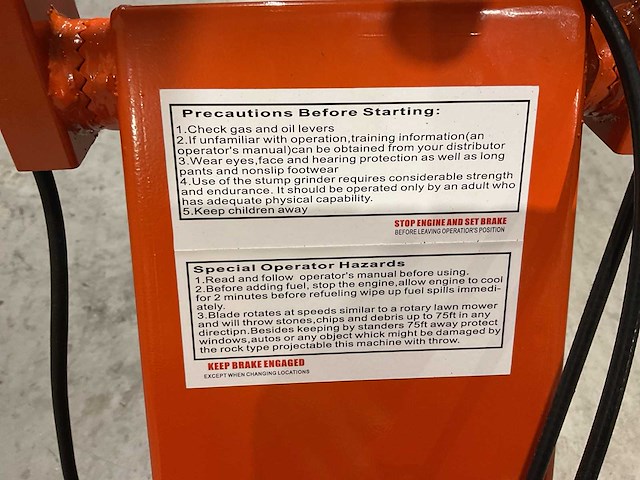 Precautions Before Starting:
1.Check gas and oil levers
2.If unfamiliar with operation,training information(an
operator's manual)can be obtained from your distributor
3.Wear eyes,face and hearing protection as well as long
pants and nonslip footwear
4.Use of the stump grinder requires considerable strength
and endurance. It should be operated only by an adult who
has adequate physical capability.
5.Keep children away
STOP ENGINE AND SET BRAKE
BEFORE LEAVING OPERATOR'S POSITION
Special Operator Hazards
1.Read and follow operator's manual before using.
2.Before adding fuel, stop the engine,allow engine to cool
for 2 minutes before refueling wipe up fuel spills immedi-
ately.
3.Blade rotates at speeds similar to a rotary lawn mower
and will throw stones,chips and debris up to 75ft in any
directipn.Besides keeping by standers 75ft away protect
windows,autos or any object whick might be damaged by
the rock type projectable this machine with throw.
KEEP BRAKE ENGAGED
EXCEPT WHEN CHANGING LOCATIONS